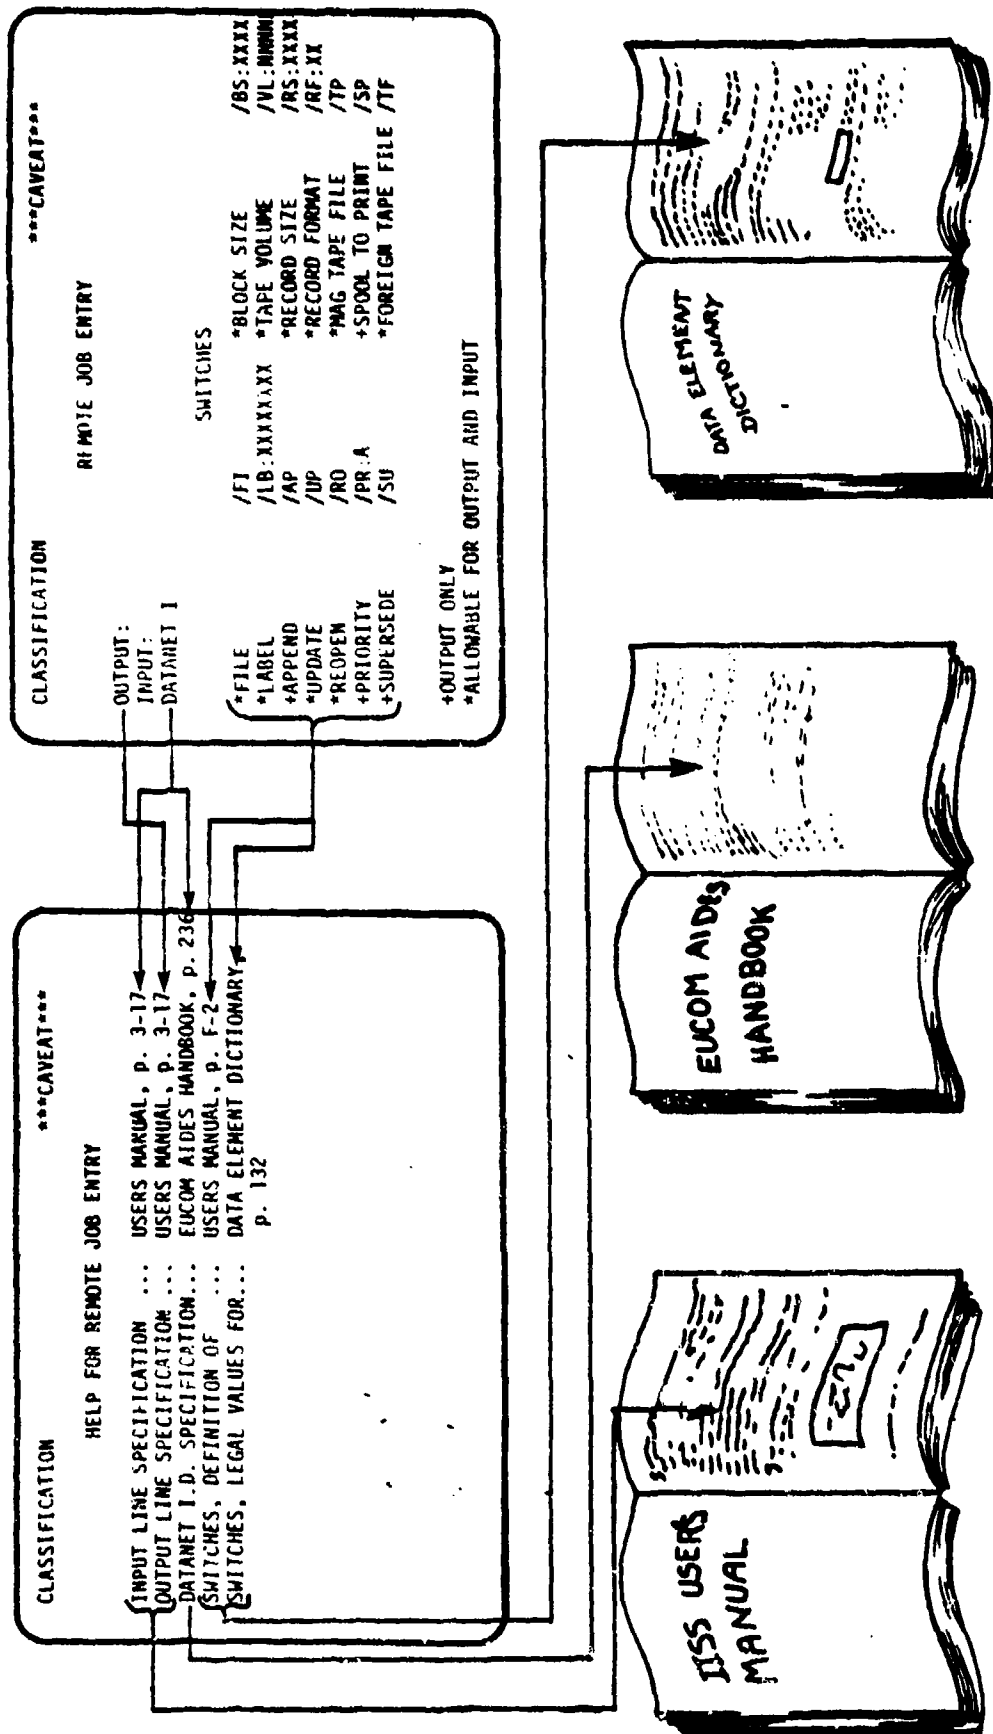 CLASSIFICATION ***CAVEAT***
HELP FOR REMOTE JOB ENTRY
INPUT LINE SPECIFICATION ... USERS MANUAL, p. 3-17
OUTPUT LINE SPECIFICATION ... USERS MANUAL, p. 3-17
DATANET I.D. SPECIFICATION... EUCOM AIDES HANDBOOK, p. 236
SWITCHES, DEFINITION OF ... USERS MANUAL, p. F-2
SWITCHES, LEGAL VALUES FOR... DATA ELEMENT DICTIONARY
p. 132
CLASSIFICATION ***CAVEAT***
REMOTE JOB ENTRY
OUTPUT:
INPUT:
DATANET I
SWITCHES
*FILE /FI *BLOCK SIZE /BS:XXXX
*LABEL /LB:XXXXXXXX *TAPE VOLUME /VL:NNNNN
+APPEND /AP *RECORD SIZE /RS:XXXX
*UPDATE /UP *RECORD FORMAT /RF:XX
*REOPEN /RO *MAG TAPE FILE /TP
+PRIORITY /PR:A +SPOOL TO PRINT /SP
+SUPERSEDE /SU *FOREIGN TAPE FILE /TF
+OUTPUT ONLY
*ALLOWABLE FOR OUTPUT AND INPUT
IISS USERS
MANUAL
EUCOM AIDES
HANDBOOK
DATA ELEMENT
DICTIONARY